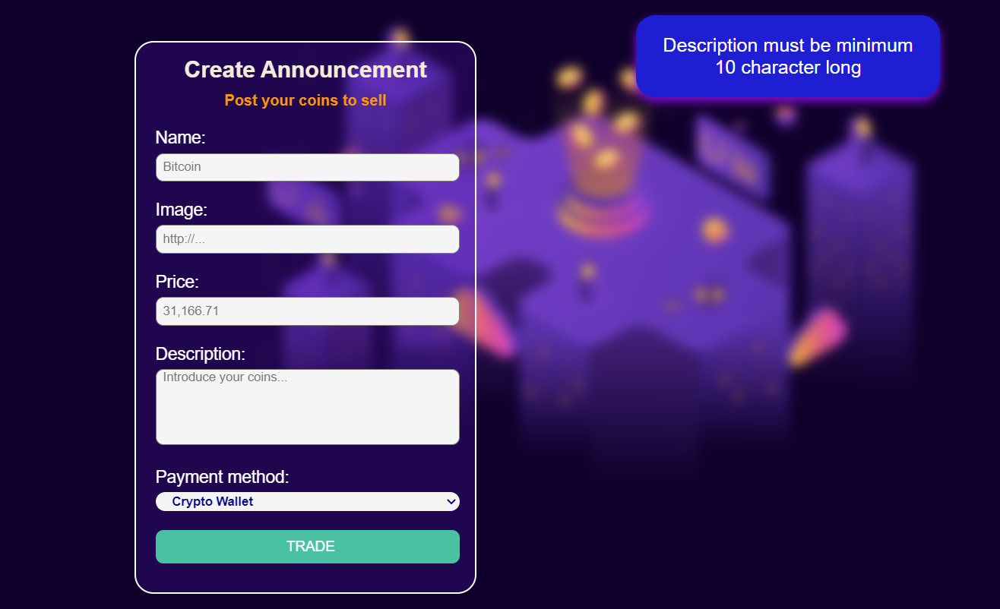 Description must be minimum
10 character long
Create Announcement
Post your coins to sell
Name:
Bitcoin
Image:
http://...
Price:
31,166.71
Description:
Introduce your coins...
Payment method:
Crypto Wallet
TRADE